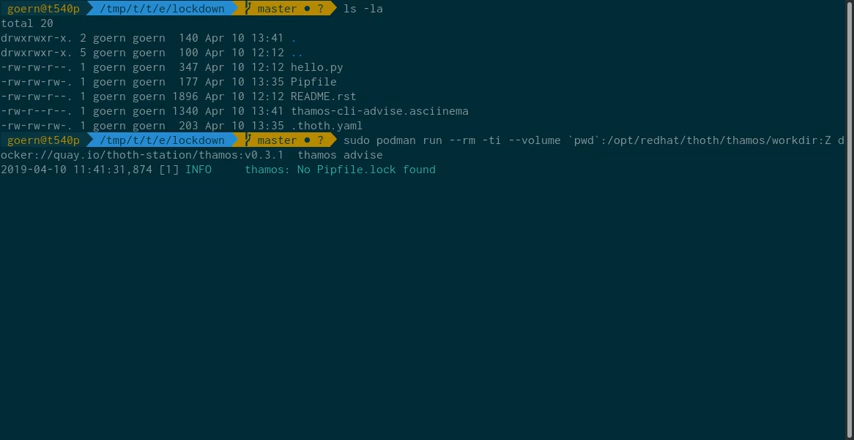 goern@t540p /tmp/t/t/e/lockdown master ● ? ls -la
total 20
drwxrwxr-x. 2 goern goern 140 Apr 10 13:41 .
drwxrwxr-x. 5 goern goern 100 Apr 10 12:12 ..
-rw-rw-r--. 1 goern goern 347 Apr 10 12:12 hello.py
-rw-rw-rw-. 1 goern goern 177 Apr 10 13:35 Pipfile
-rw-rw-r--. 1 goern goern 1896 Apr 10 12:12 README.rst
-rw-r--r--. 1 goern goern 1340 Apr 10 13:41 thamos-cli-advise.asciinema
-rw-rw-rw-. 1 goern goern 203 Apr 10 13:35 .thoth.yaml
goern@t540p /tmp/t/t/e/lockdown master ● ? sudo podman run --rm -ti --volume `pwd`:/opt/redhat/thoth/thamos/workdir:Z d
ocker://quay.io/thoth-station/thamos:v0.3.1 thamos advise
2019-04-10 11:41:31,874 [1] INFO thamos: No Pipfile.lock found